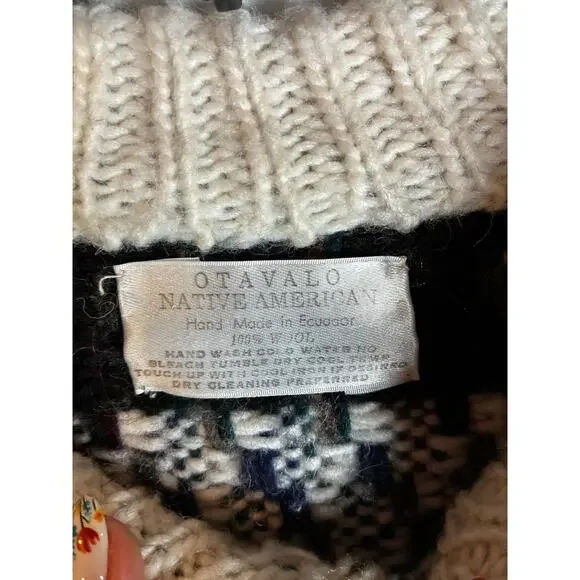 OTAVALO
NATIVE AMERICAN
Hand Made in Ecuador
100% WOOL
HAND WASH COLD WATER NO
BLEACH TUMBLE DRY COOL TEMP
TOUCH UP WITH COOL IRON IF DESIRED
DRY CLEANING PREFERRED